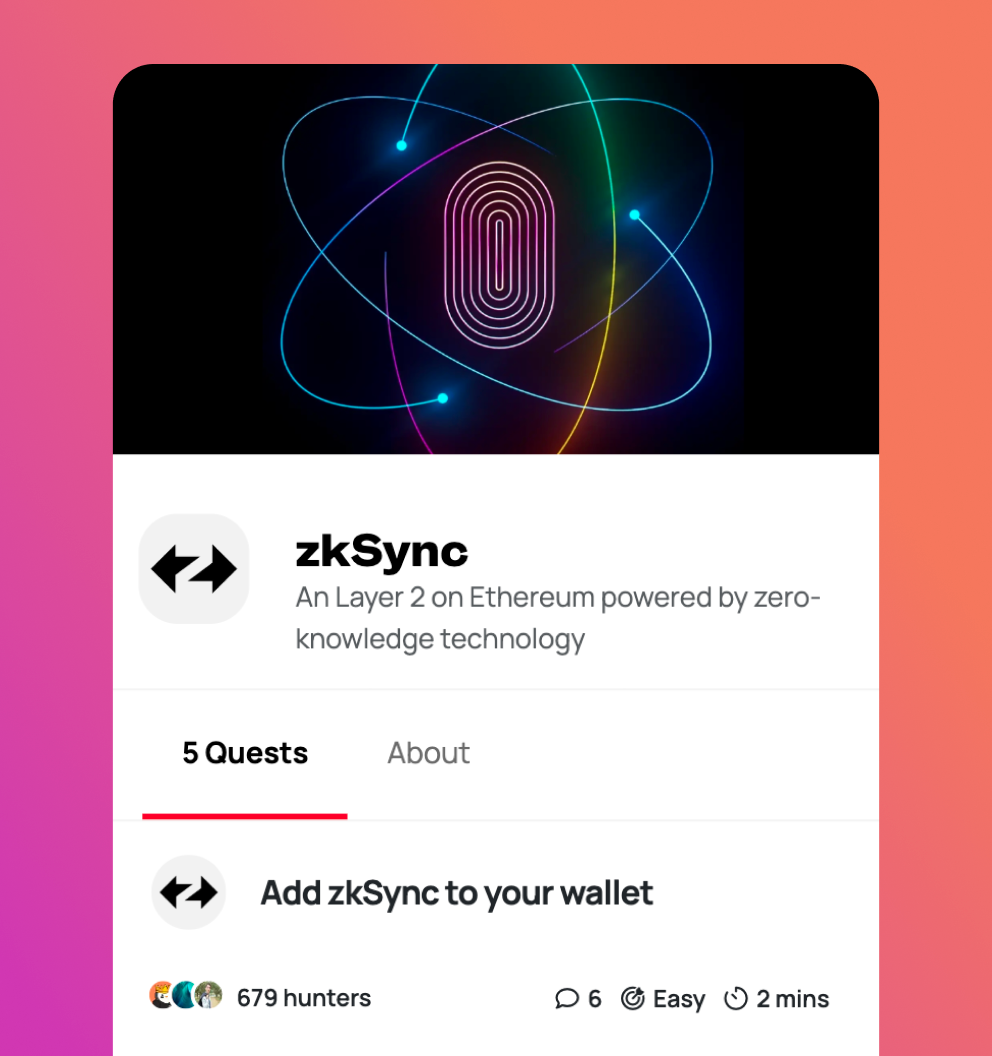 zkSync
An Layer 2 on Ethereum powered by zero-
knowledge technology
5 Quests About
Add zkSync to your wallet
679 hunters 6 Easy 2 mins